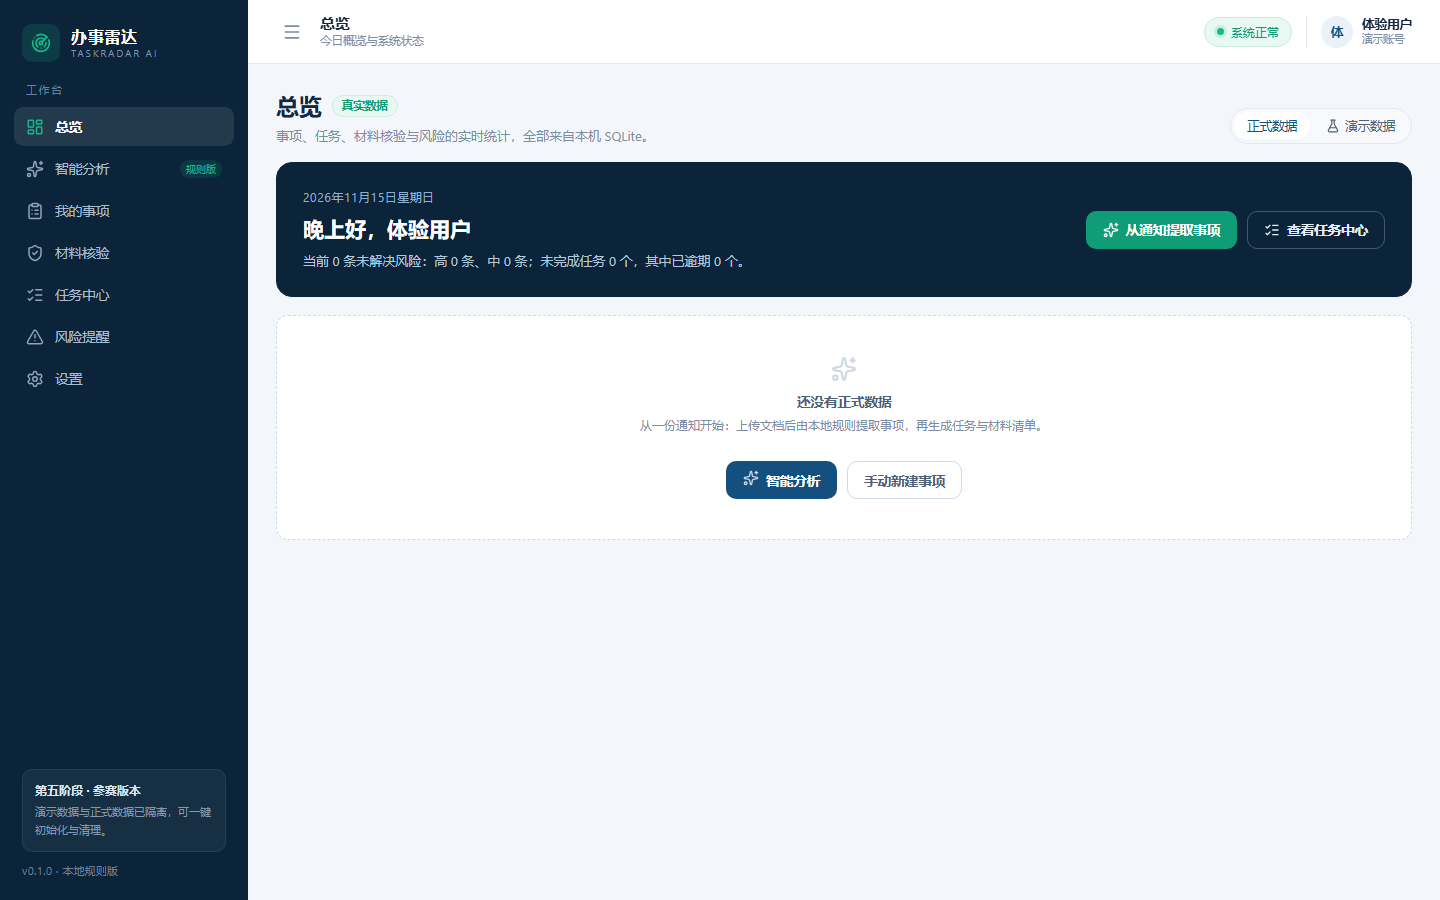 办事雷达
TASKRADAR AI
工作台
总览
智能分析
规则版
我的事项
材料核验
任务中心
风险提醒
设置
第五阶段 · 参赛版本
演示数据与正式数据已隔离，可一键
初始化与清理。
v0.1.0 · 本地规则版
总览
今日概览与系统状态
系统正常
体
体验用户
演示账号
总览
真实数据
事项、任务、材料核验与风险的实时统计，全部来自本机 SQLite。
正式数据
演示数据
2026年11月15日星期日
晚上好，体验用户
当前 0 条未解决风险：高 0 条、中 0 条；未完成任务 0 个，其中已逾期 0 个。
从通知提取事项
查看任务中心
还没有正式数据
从一份通知开始：上传文档后由本地规则提取事项，再生成任务与材料清单。
智能分析
手动新建事项